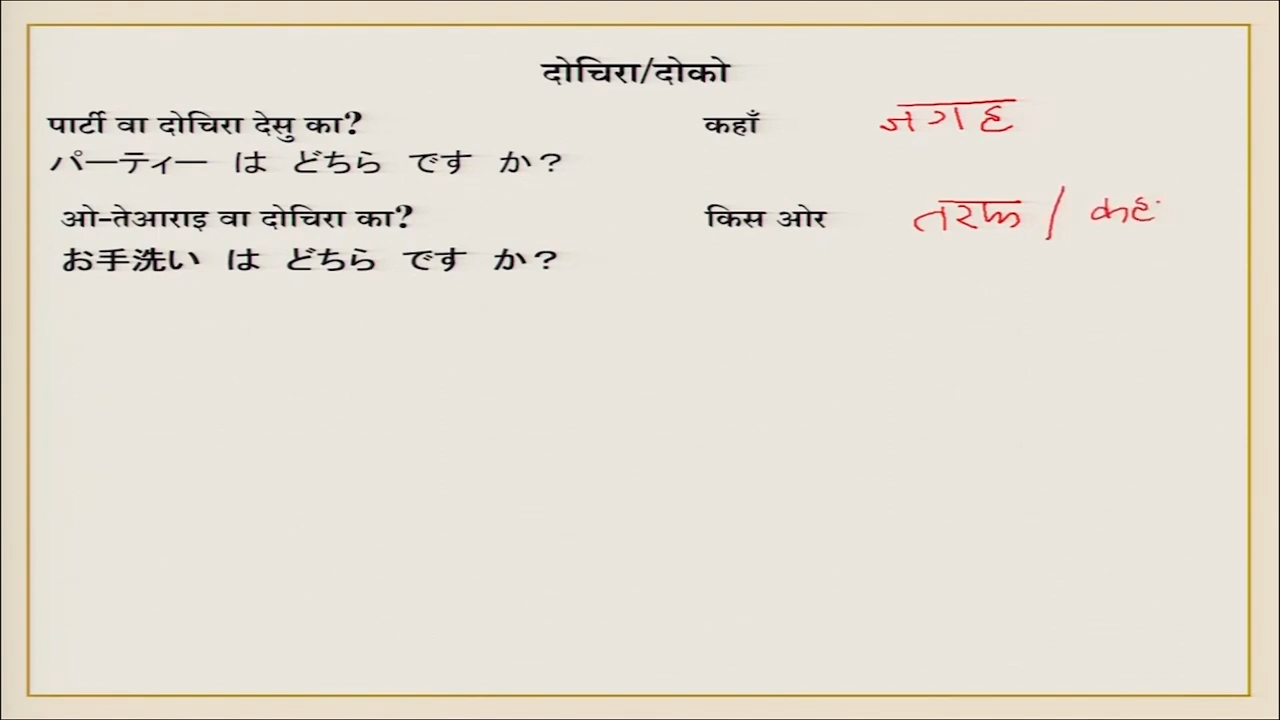 दोचिरा/दोको
पार्टी वा दोचिरा देसु का? कहाँ जगह
パーティー は どちら です か?
ओ-तेआराइ वा दोचिरा का? किस ओर तरफ / कह
お手洗い は どちら です か?